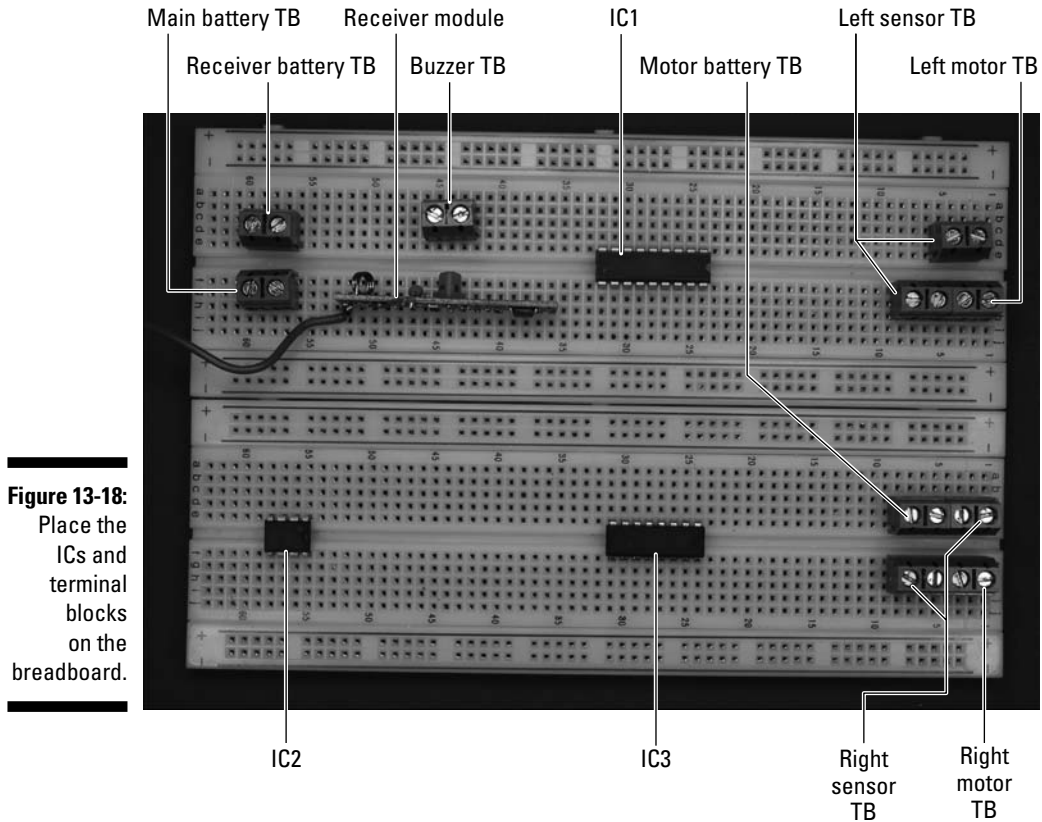 Main battery TB
Receiver module
IC1
Left sensor TB
Receiver battery TB
Buzzer TB
Motor battery TB
Left motor TB
Figure 13-18:
Place the
ICs and
terminal
blocks
on the
breadboard.
IC2
IC3
Right
sensor
TB
Right
motor
TB